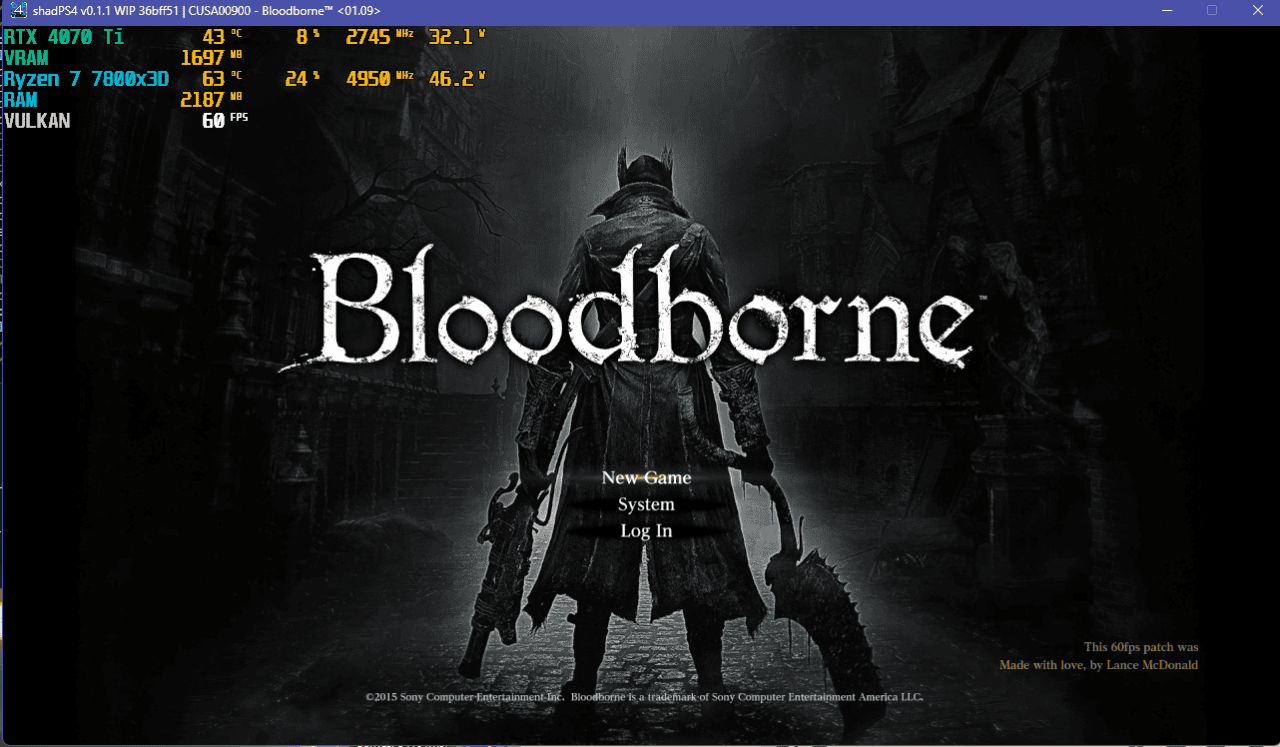 shadPS4 v0.1.1 WIP 36bff51 | CUSA00900 - Bloodborne™ <01.09>
RTX 4070 Ti 43 °C 8 % 2745 MHz 32.1 W
VRAM 1697 MB
Ryzen 7 7800x3D 63 °C 24 % 4950 MHz 46.2 W
RAM 2187 MB
VULKAN 60 FPS
Bloodborne™
New Game
System
Log In
This 60fps patch was
Made with love, by Lance McDonald
©2015 Sony Computer Entertainment Inc. Bloodborne is a trademark of Sony Computer Entertainment America LLC.